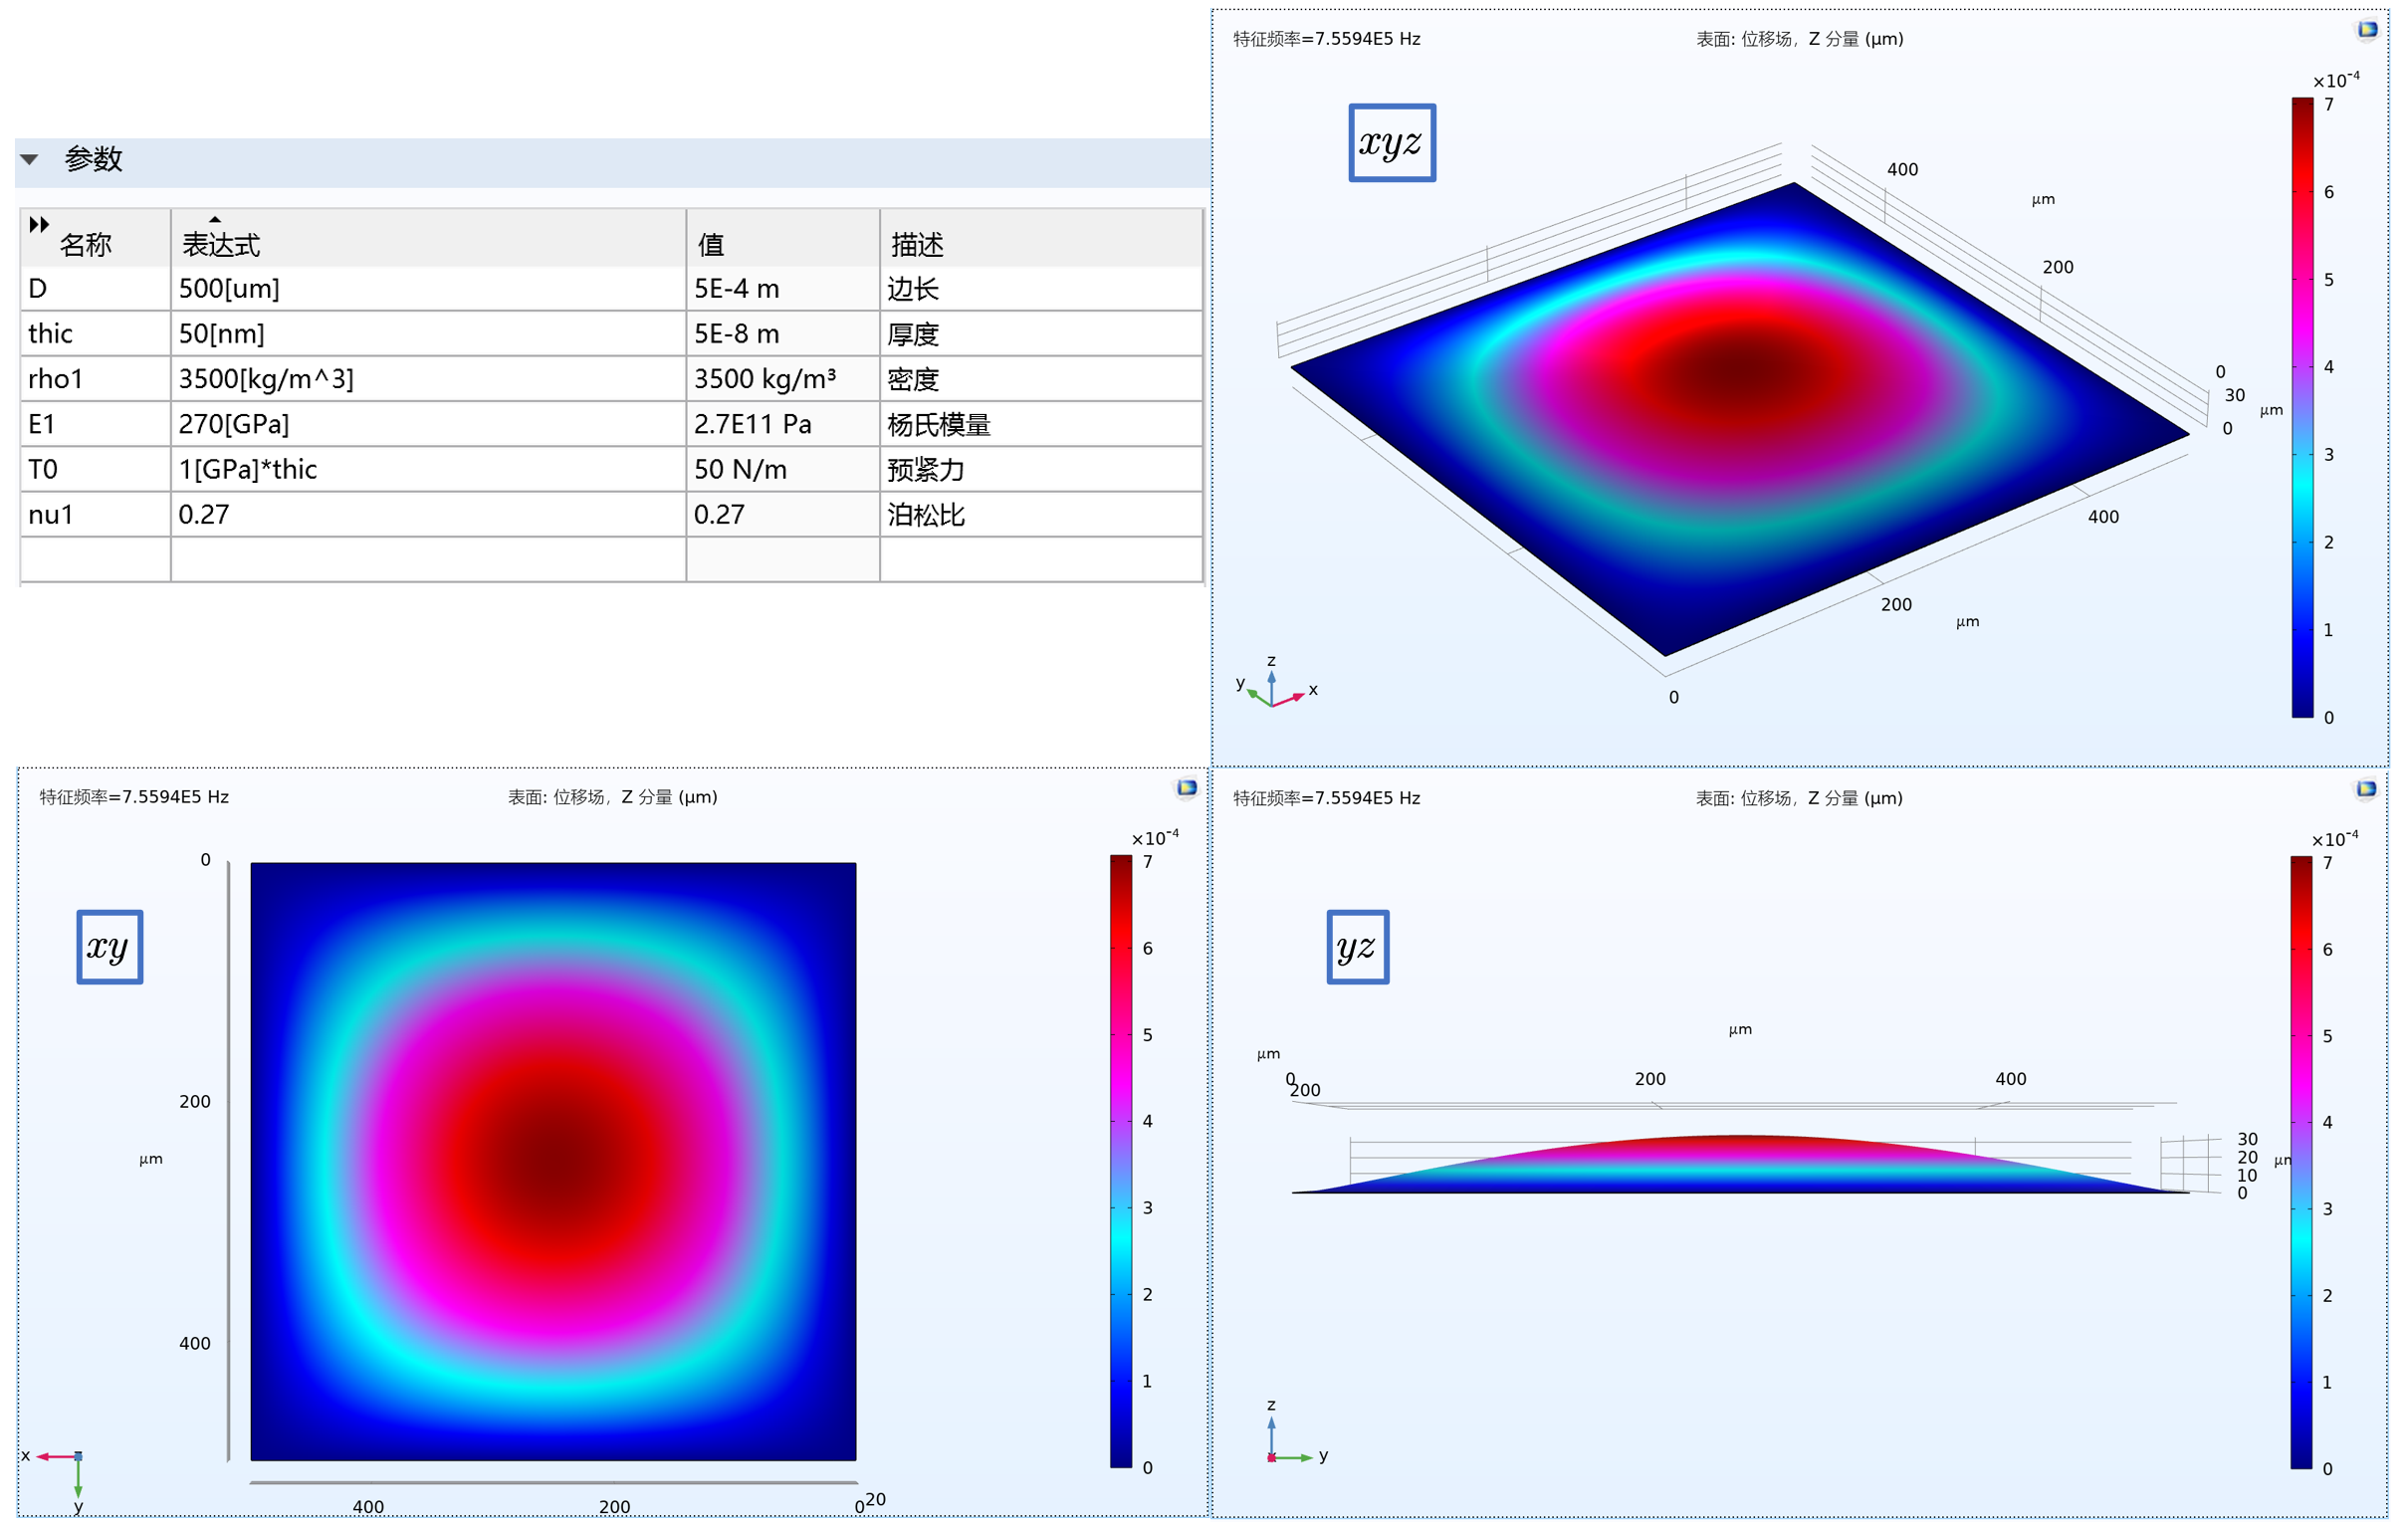 参数
名称 表达式 值 描述
D 500[um] 5E-4 m 边长
thic 50[nm] 5E-8 m 厚度
rho1 3500[kg/m^3] 3500 kg/m³ 密度
E1 270[GPa] 2.7E11 Pa 杨氏模量
T0 1[GPa]*thic 50 N/m 预紧力
nu1 0.27 0.27 泊松比
特征频率=7.5594E5 Hz 表面: 位移场，Z 分量 (μm)
×10⁻⁴
xyz
7
6
5
4
3
2
1
0
400
μm
200
0
30
μm
0
400
200
μm
0
z
y
x
特征频率=7.5594E5 Hz 表面: 位移场，Z 分量 (μm)
×10⁻⁴
xy
7
6
5
4
3
2
1
0
0
200
μm
400
400 200 0 20
x
z
y
特征频率=7.5594E5 Hz 表面: 位移场，Z 分量 (μm)
×10⁻⁴
yz
7
6
5
4
3
2
1
0
μm
μm
0 200 400
200
30
20
10
0
μm
z
x
y